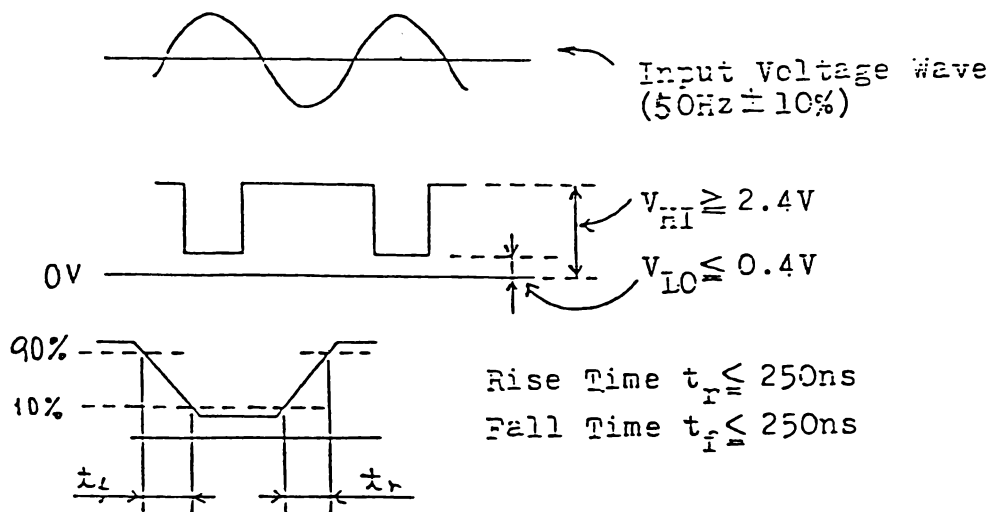 Input Voltage Wave
(50Hz ± 10%)
V_HI ≧ 2.4V
0V
V_LO ≦ 0.4V
90%
10%
Rise Time t_r ≦ 250ns
Fall Time t_f ≦ 250ns
t_f
t_r